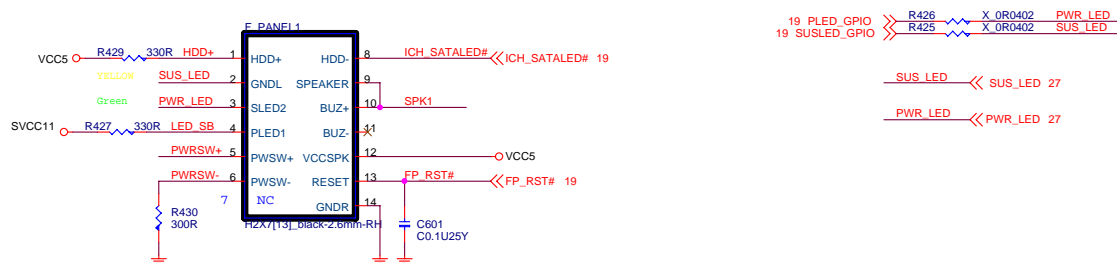 F_PANEL1
VCC5 R429 330R HDD+ 1 HDD+ HDD- 8 ICH_SATALED# ICH_SATALED# 19
YELLOW SUS_LED 2 GNDL SPEAKER 9
Green PWR_LED 3 SLED2 BUZ+ 10 SPK1
SVCC11 R427 330R LED_SB 4 PLED1 BUZ- 11
PWRSW+ 5 PWSW+ VCCSPK 12 VCC5
PWRSW- 6 PWSW- RESET 13 FP_RST# FP_RST# 19
7 NC GNDR 14
R430
300R
H2X7[13]_black-2.6mm-RH
C601
C0.1U25Y
19 PLED_GPIO R426 X_0R0402 PWR_LED
19 SUSLED_GPIO R425 X_0R0402 SUS_LED
SUS_LED SUS_LED 27
PWR_LED PWR_LED 27